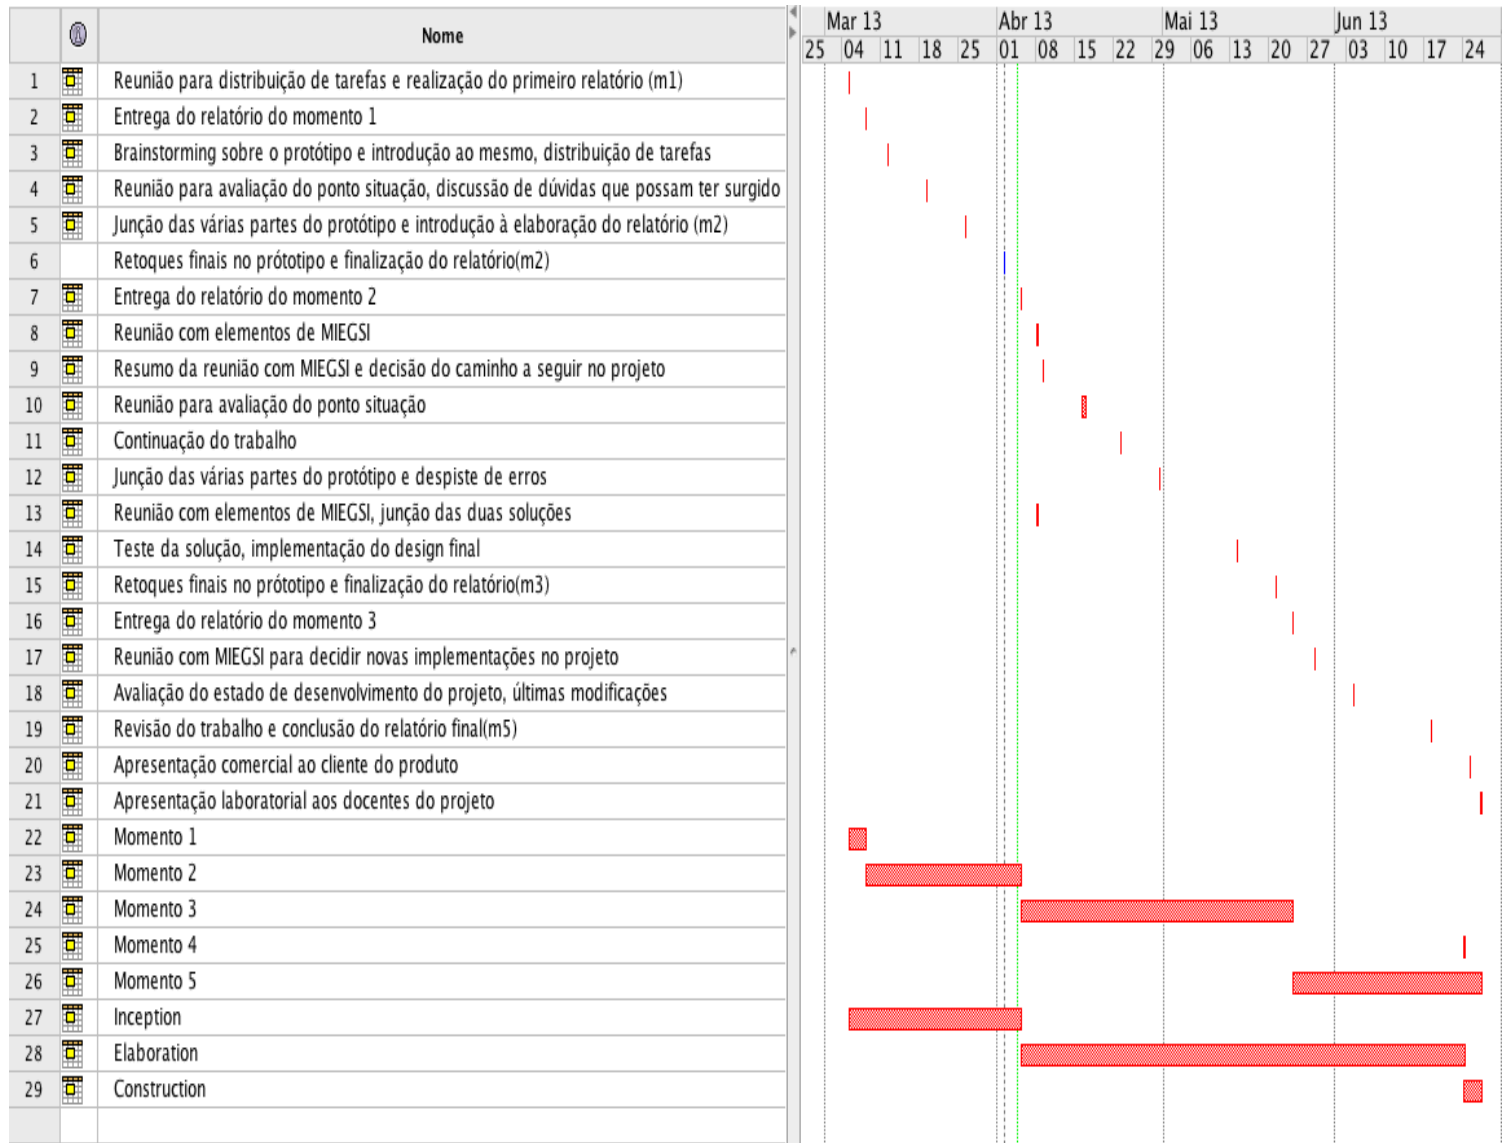 Nome
Mar 13 Abr 13 Mai 13 Jun 13
25 04 11 18 25 01 08 15 22 29 06 13 20 27 03 10 17 24
1 Reunião para distribuição de tarefas e realização do primeiro relatório (m1)
2 Entrega do relatório do momento 1
3 Brainstorming sobre o protótipo e introdução ao mesmo, distribuição de tarefas
4 Reunião para avaliação do ponto situação, discussão de dúvidas que possam ter surgido
5 Junção das várias partes do protótipo e introdução à elaboração do relatório (m2)
6 Retoques finais no prótotipo e finalização do relatório(m2)
7 Entrega do relatório do momento 2
8 Reunião com elementos de MIEGSI
9 Resumo da reunião com MIEGSI e decisão do caminho a seguir no projeto
10 Reunião para avaliação do ponto situação
11 Continuação do trabalho
12 Junção das várias partes do protótipo e despiste de erros
13 Reunião com elementos de MIEGSI, junção das duas soluções
14 Teste da solução, implementação do design final
15 Retoques finais no prótotipo e finalização do relatório(m3)
16 Entrega do relatório do momento 3
17 Reunião com MIEGSI para decidir novas implementações no projeto
18 Avaliação do estado de desenvolvimento do projeto, últimas modificações
19 Revisão do trabalho e conclusão do relatório final(m5)
20 Apresentação comercial ao cliente do produto
21 Apresentação laboratorial aos docentes do projeto
22 Momento 1
23 Momento 2
24 Momento 3
25 Momento 4
26 Momento 5
27 Inception
28 Elaboration
29 Construction